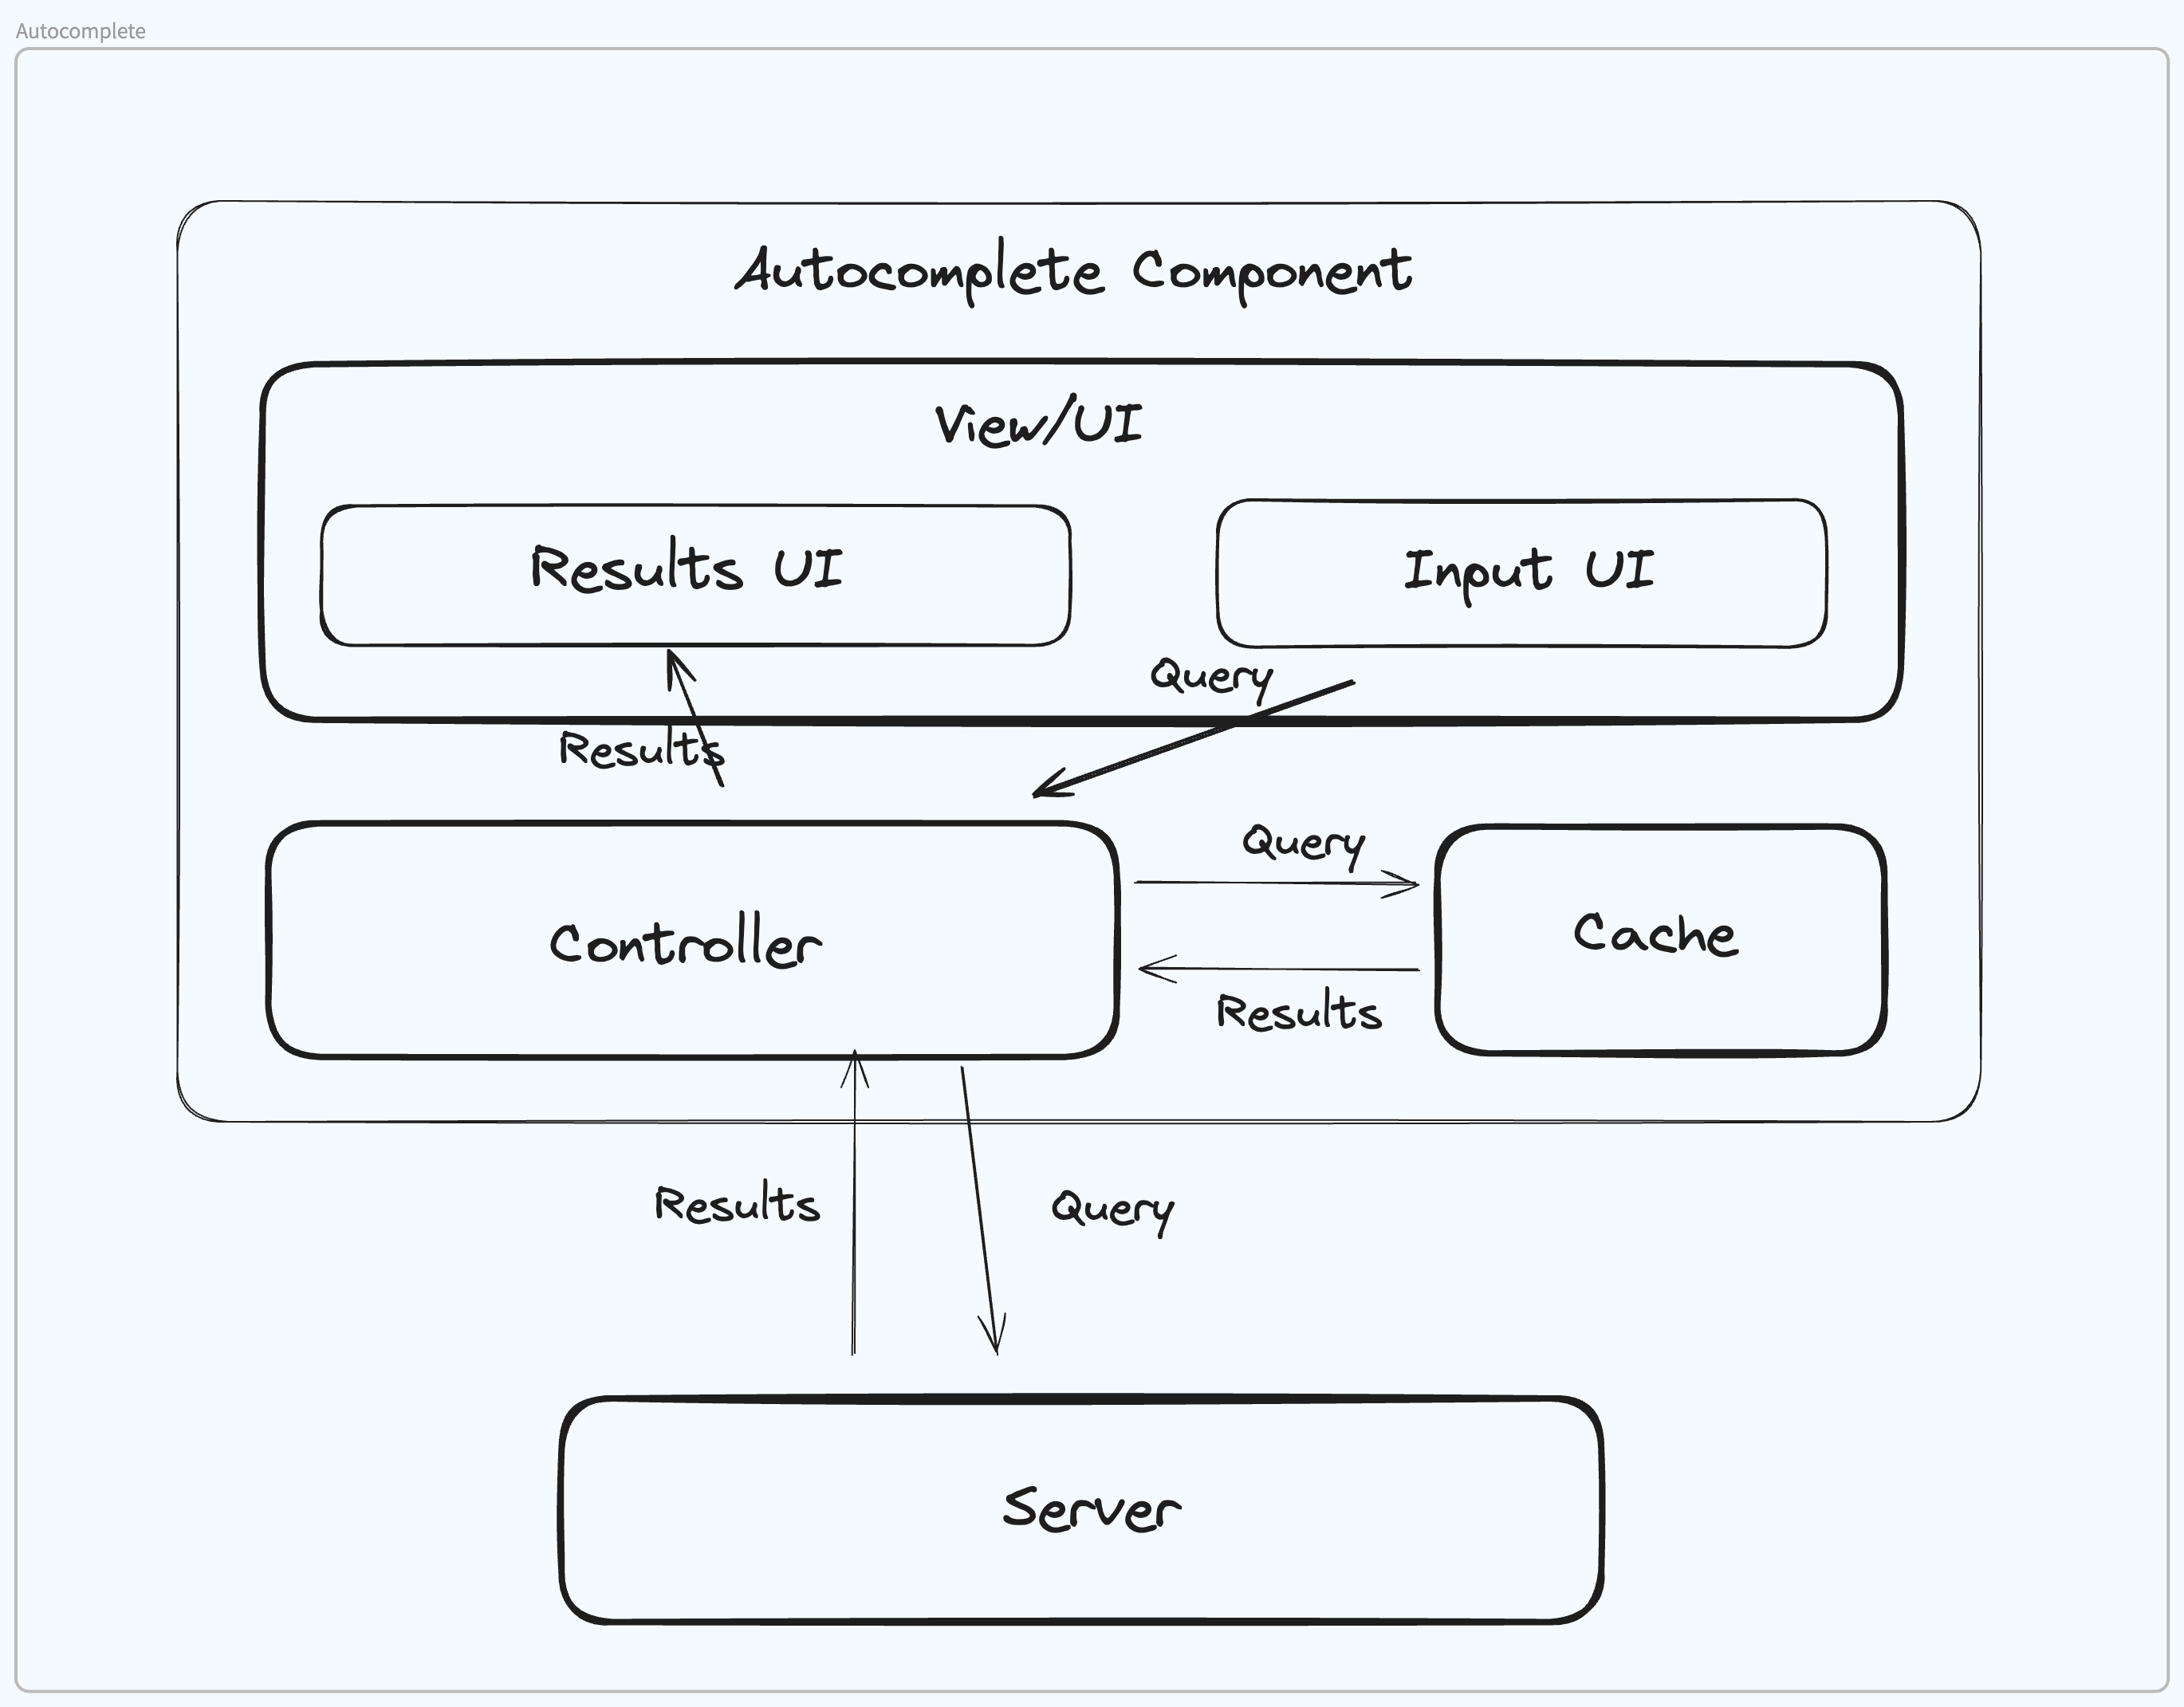 Autocomplete
Autocomplete Component
View/UI
Results UI
Input UI
Query
Results
Query
Controller
Cache
Results
Results
Query
Server